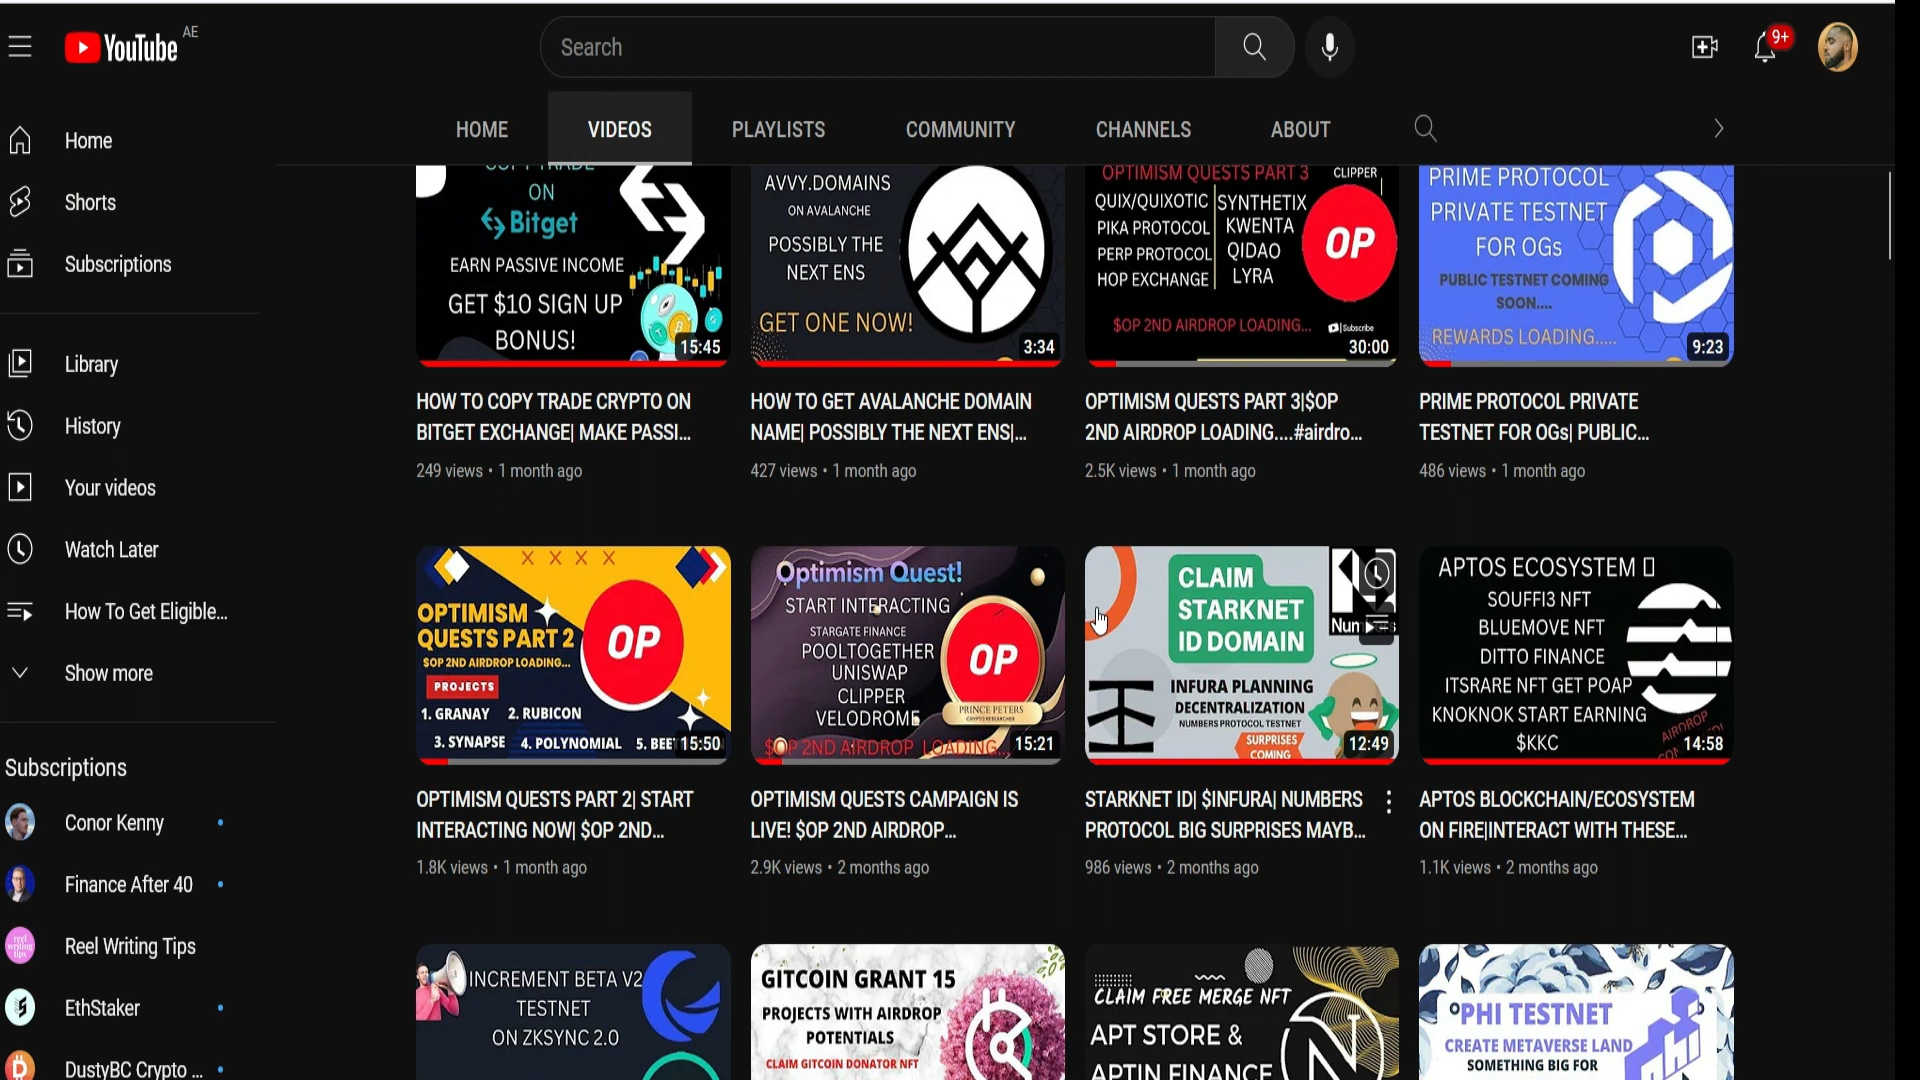 YouTube AE
Search
9+
HOME VIDEOS PLAYLISTS COMMUNITY CHANNELS ABOUT
Home
Shorts
Subscriptions
Library
History
Your videos
Watch Later
How To Get Eligible...
Show more
Subscriptions
Conor Kenny
Finance After 40
Reel Writing Tips
EthStaker
DustyBC Crypto ...
COPY TRADE
ON
Bitget
EARN PASSIVE INCOME
GET $10 SIGN UP
BONUS!
15:45
HOW TO COPY TRADE CRYPTO ON
BITGET EXCHANGE| MAKE PASSI...
249 views • 1 month ago
AVVY.DOMAINS
ON AVALANCHE
POSSIBLY THE
NEXT ENS
GET ONE NOW!
3:34
HOW TO GET AVALANCHE DOMAIN
NAME| POSSIBLY THE NEXT ENS|...
427 views • 1 month ago
OPTIMISM QUESTS PART 3 CLIPPER
QUIX/QUIXOTIC SYNTHETIX
PIKA PROTOCOL KWENTA
PERP PROTOCOL QIDAO
HOP EXCHANGE LYRA
OP
$OP 2ND AIRDROP LOADING...
Subscribe
30:00
OPTIMISM QUESTS PART 3|$OP
2ND AIRDROP LOADING....#airdro...
2.5K views • 1 month ago
PRIME PROTOCOL
PRIVATE TESTNET
FOR OGs
PUBLIC TESTNET COMING
SOON....
REWARDS LOADING.....
9:23
PRIME PROTOCOL PRIVATE
TESTNET FOR OGs| PUBLIC...
486 views • 1 month ago
OPTIMISM
QUESTS PART 2
$OP 2ND AIRDROP LOADING...
PROJECTS
1. GRANAY 2. RUBICON
3. SYNAPSE 4. POLYNOMIAL 5. BEET
OP
15:50
OPTIMISM QUESTS PART 2| START
INTERACTING NOW| $OP 2ND...
1.8K views • 1 month ago
Optimism Quest!
START INTERACTING
STARGATE FINANCE
POOLTOGETHER
UNISWAP
CLIPPER
VELODROME
OP
PRINCE PETERS
CRYPTO RESEARCHER
$OP 2ND AIRDROP LOADING...
15:21
OPTIMISM QUESTS CAMPAIGN IS
LIVE! $OP 2ND AIRDROP...
2.9K views • 2 months ago
CLAIM
STARKNET
ID DOMAIN
INFURA PLANNING
DECENTRALIZATION
NUMBERS PROTOCOL TESTNET
SURPRISES
COMING
12:49
STARKNET ID| $INFURA| NUMBERS
PROTOCOL BIG SURPRISES MAYB...
986 views • 2 months ago
APTOS ECOSYSTEM
SOUFFI3 NFT
BLUEMOVE NFT
DITTO FINANCE
ITSRARE NFT GET POAP
KNOKNOK START EARNING
$KKC
AIRDROP
14:58
APTOS BLOCKCHAIN/ECOSYSTEM
ON FIRE|INTERACT WITH THESE...
1.1K views • 2 months ago
INCREMENT BETA V2
TESTNET
ON ZKSYNC 2.0
GITCOIN GRANT 15
PROJECTS WITH AIRDROP
POTENTIALS
CLAIM GITCOIN DONATOR NFT
CLAIM FREE MERGE NFT
APT STORE &
APTIN FINANCE
PHI TESTNET
CREATE METAVERSE LAND
SOMETHING BIG FOR
PHI